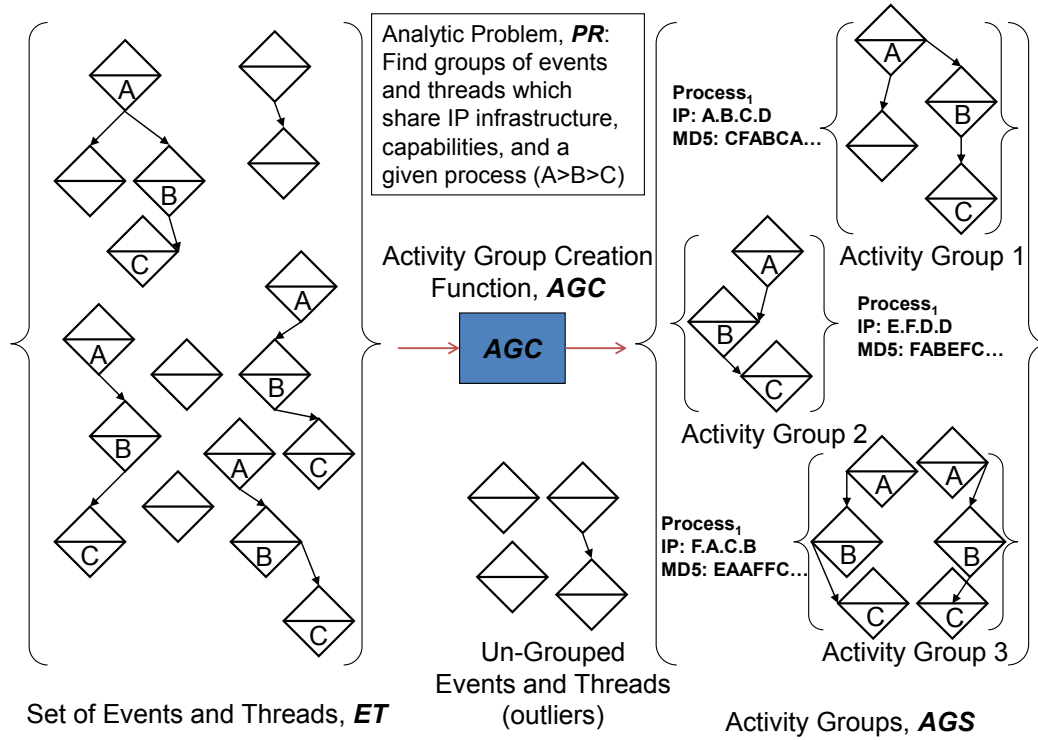 Analytic Problem, PR:
Find groups of events
and threads which
share IP infrastructure,
capabilities, and a
given process (A>B>C)
A
B
C
A
B
C
A
B
C
A
B
C
Set of Events and Threads, ET
Activity Group Creation
Function, AGC
AGC
Un-Grouped
Events and Threads
(outliers)
Process1
IP: A.B.C.D
MD5: CFABCA…
A
B
C
Activity Group 1
A
B
C
Process1
IP: E.F.D.D
MD5: FABEFC…
Activity Group 2
Process1
IP: F.A.C.B
MD5: EAAFFC…
A
A
B
B
C
C
Activity Group 3
Activity Groups, AGS